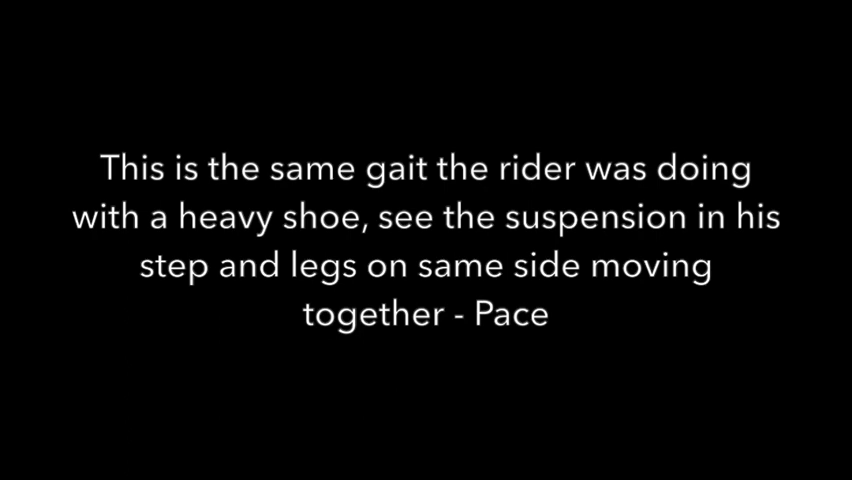 This is the same gait the rider was doing
with a heavy shoe, see the suspension in his
step and legs on same side moving
together - Pace